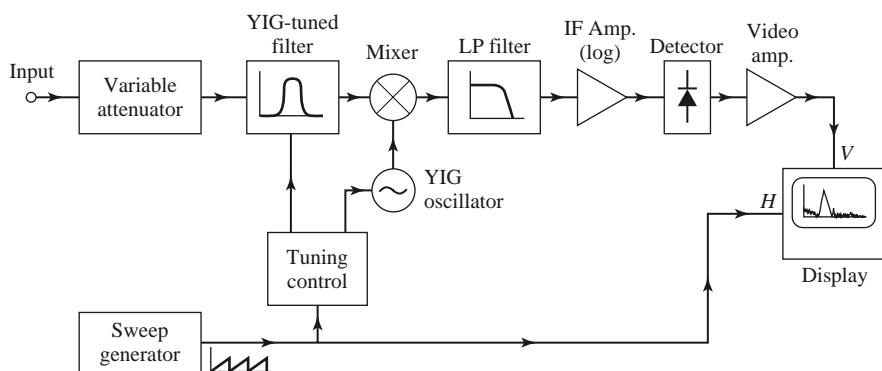 YIG-tuned
filter
Mixer
LP filter
IF Amp.
(log)
Detector
Video
amp.
Input
Variable
attenuator
V
YIG
oscillator
H
Tuning
control
Display
Sweep
generator